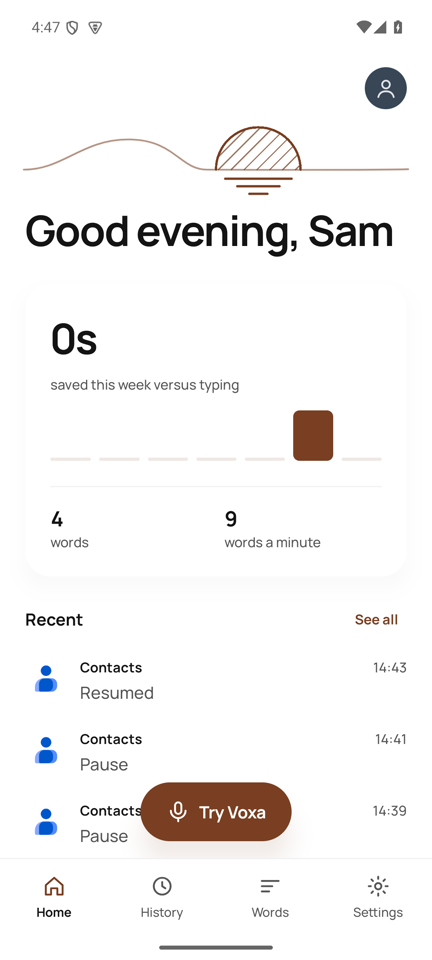 4:47
Good evening, Sam
0s
saved this week versus typing
4
words
9
words a minute
Recent
See all
Contacts
14:43
Resumed
Contacts
14:41
Pause
Contacts
14:39
Pause
Try Voxa
Home
History
Words
Settings